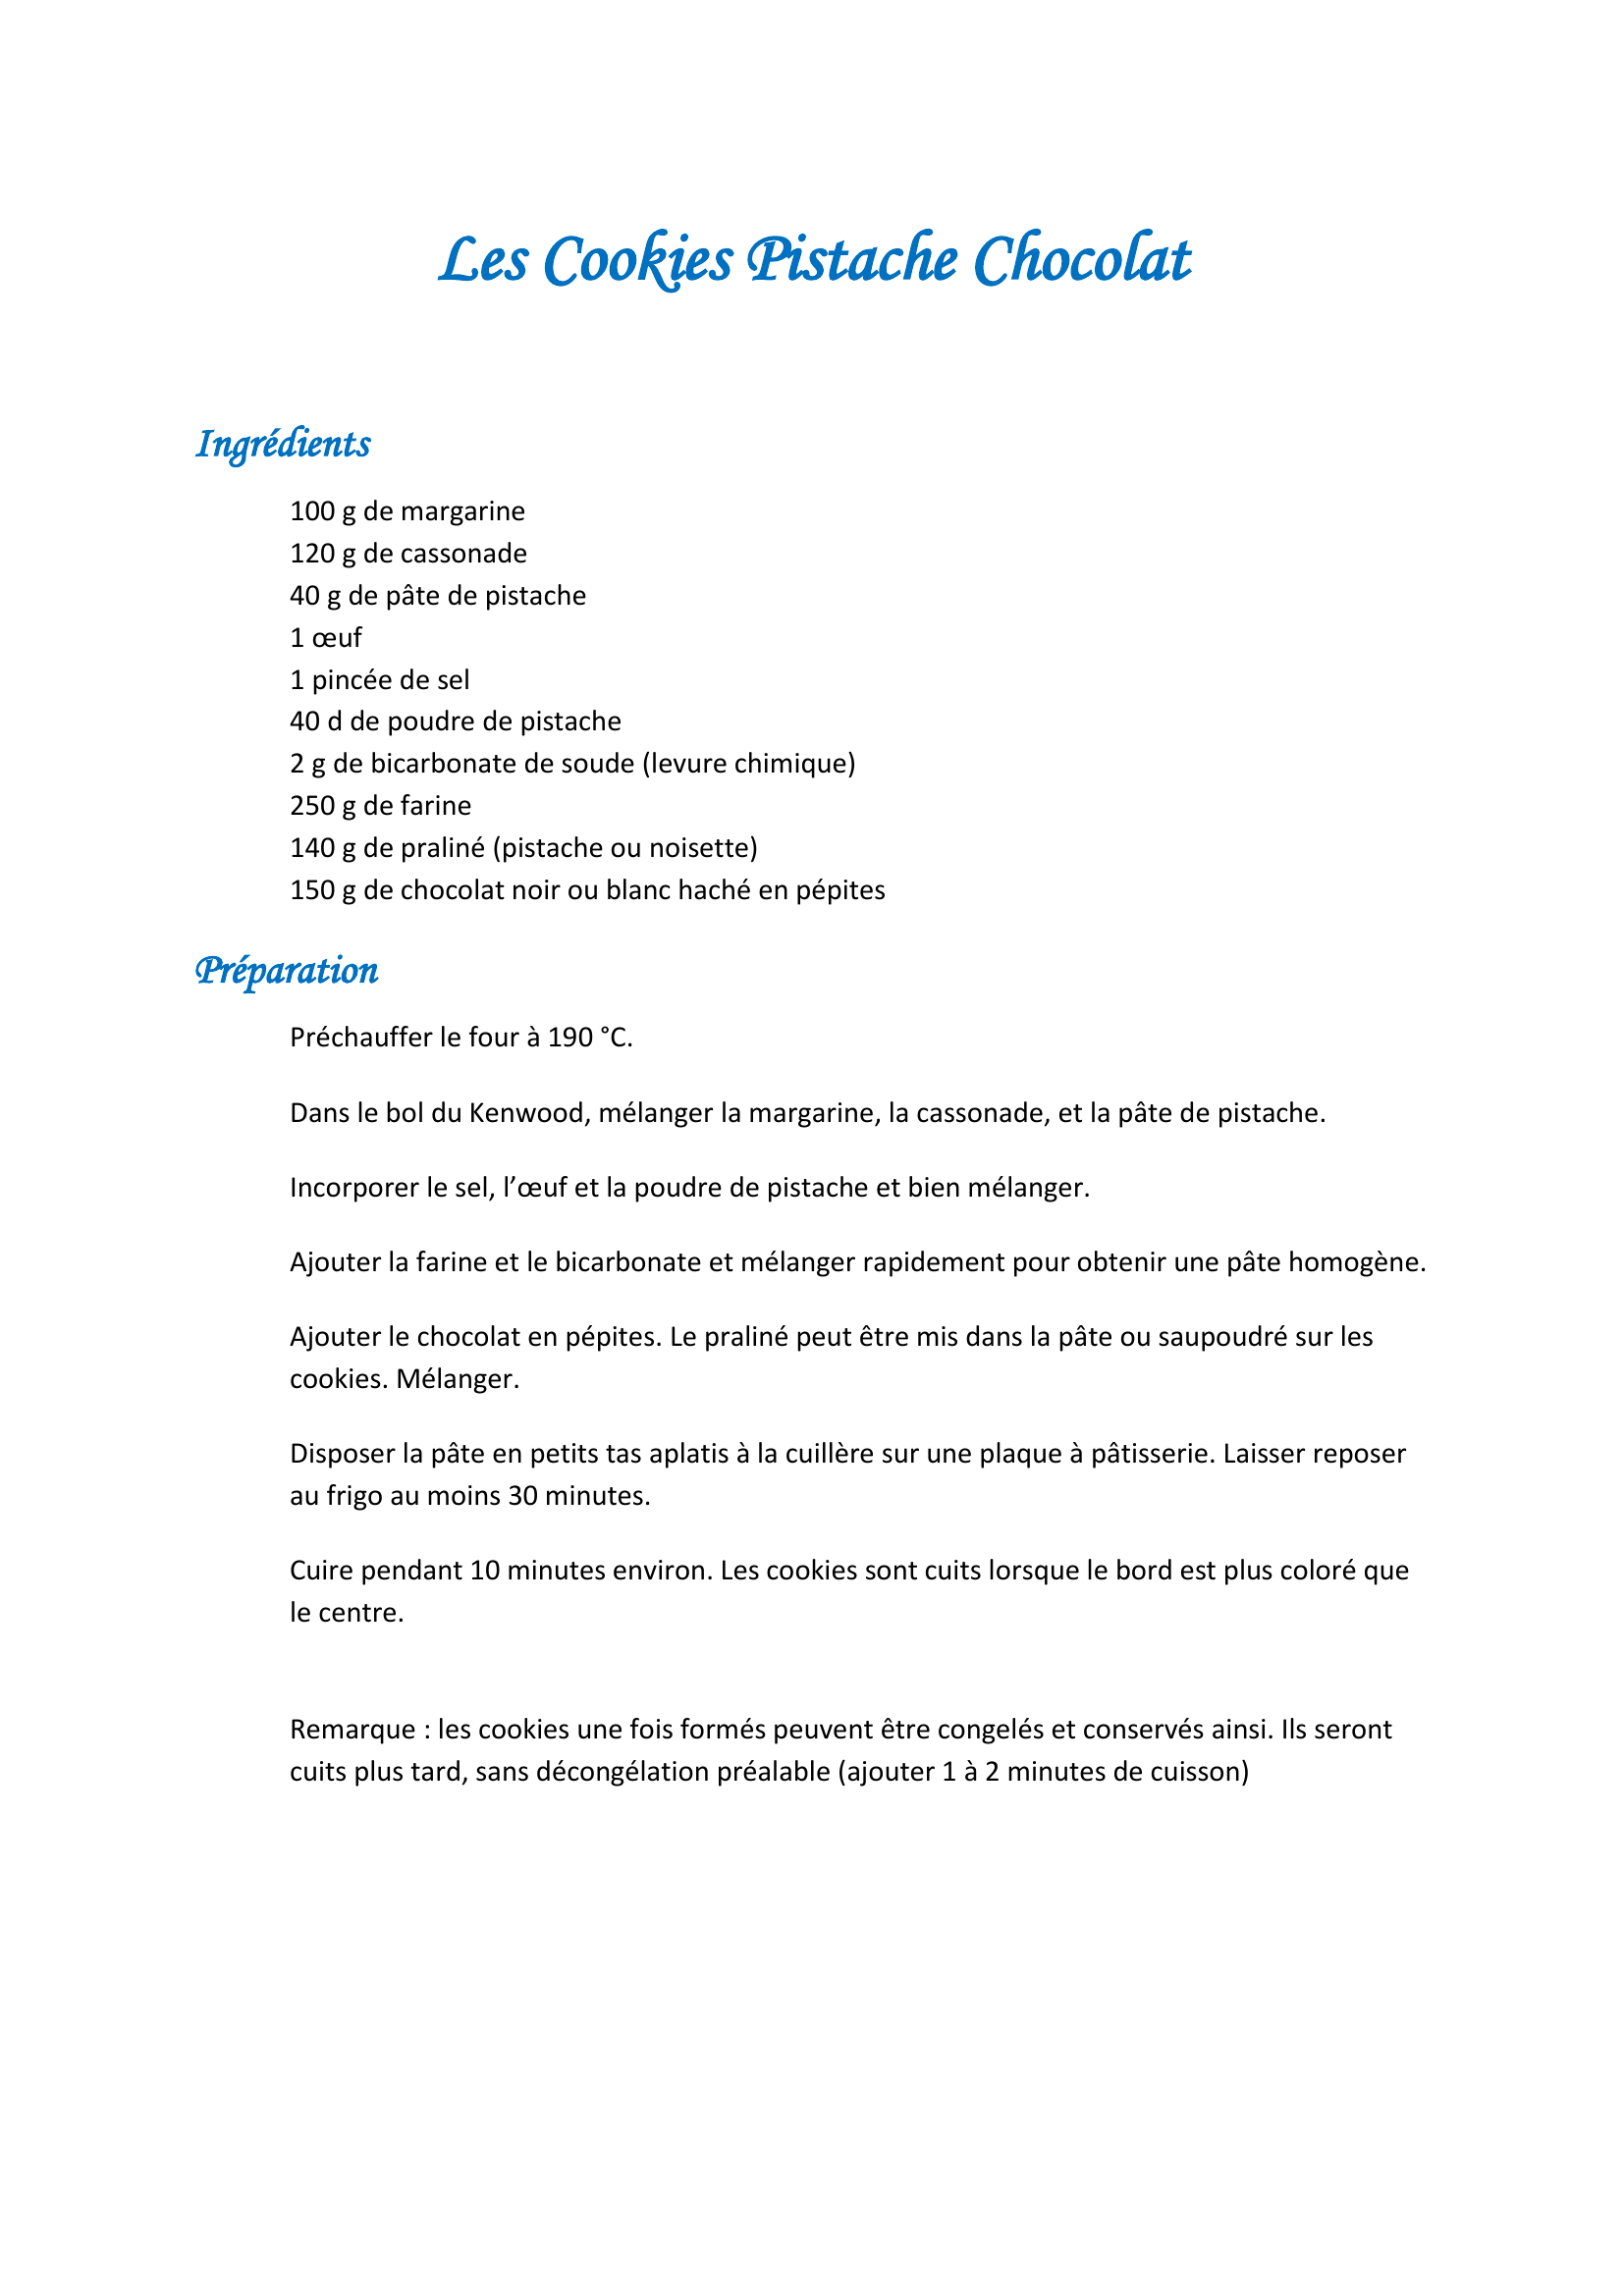 Les Cookies Pistache Chocolat
Ingrédients
100 g de margarine
120 g de cassonade
40 g de pâte de pistache
1 œuf
1 pincée de sel
40 d de poudre de pistache
2 g de bicarbonate de soude (levure chimique)
250 g de farine
140 g de praliné (pistache ou noisette)
150 g de chocolat noir ou blanc haché en pépites
Préparation
Préchauffer le four à 190 °C.
Dans le bol du Kenwood, mélanger la margarine, la cassonade, et la pâte de pistache.
Incorporer le sel, l’œuf et la poudre de pistache et bien mélanger.
Ajouter la farine et le bicarbonate et mélanger rapidement pour obtenir une pâte homogène.
Ajouter le chocolat en pépites. Le praliné peut être mis dans la pâte ou saupoudré sur les
cookies. Mélanger.
Disposer la pâte en petits tas aplatis à la cuillère sur une plaque à pâtisserie. Laisser reposer
au frigo au moins 30 minutes.
Cuire pendant 10 minutes environ. Les cookies sont cuits lorsque le bord est plus coloré que
le centre.
Remarque : les cookies une fois formés peuvent être congelés et conservés ainsi. Ils seront
cuits plus tard, sans décongélation préalable (ajouter 1 à 2 minutes de cuisson)